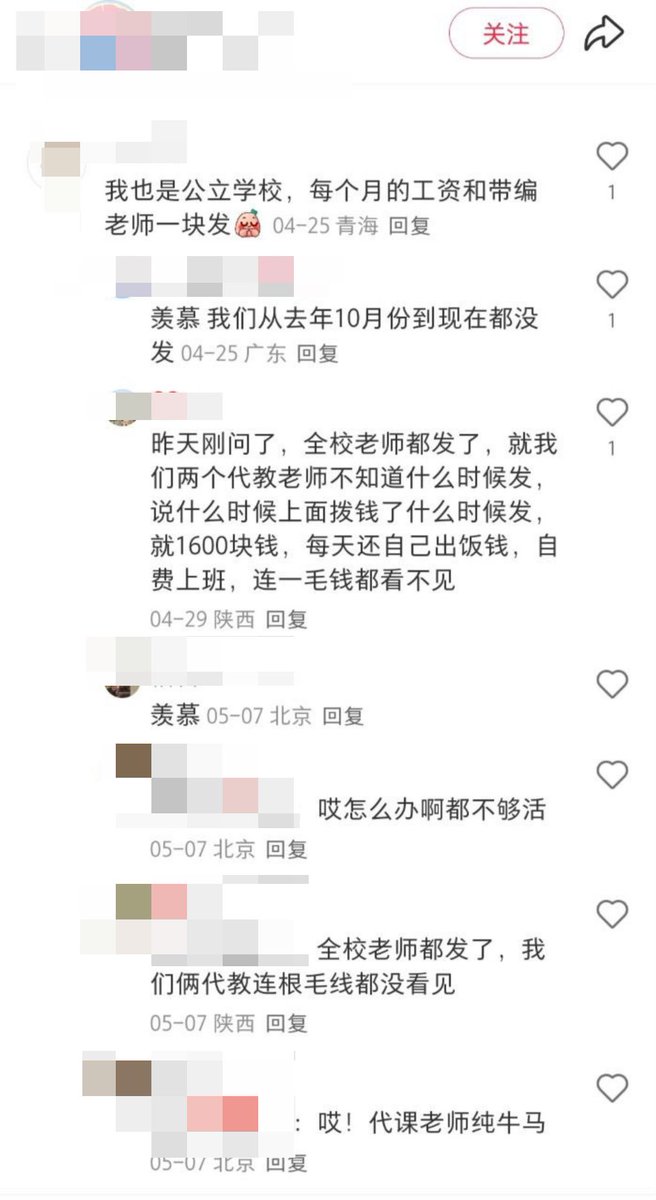 关注
我也是公立学校，每个月的工资和带编
老师一块发 04-25 青海 回复
1
羡慕 我们从去年10月份到现在都没
发 04-25 广东 回复
1
昨天刚问了，全校老师都发了，就我
们两个代教老师不知道什么时候发，
说什么时候上面拨钱了什么时候发，
就1600块钱，每天还自己出饭钱，自
费上班，连一毛钱都看不见
04-29 陕西 回复
1
羡慕 05-07 北京 回复
哎怎么办啊都不够活
05-07 北京 回复
全校老师都发了，我
们俩代教连根毛线都没看见
05-07 陕西 回复
：哎！代课老师纯牛马
05-07 北京 回复